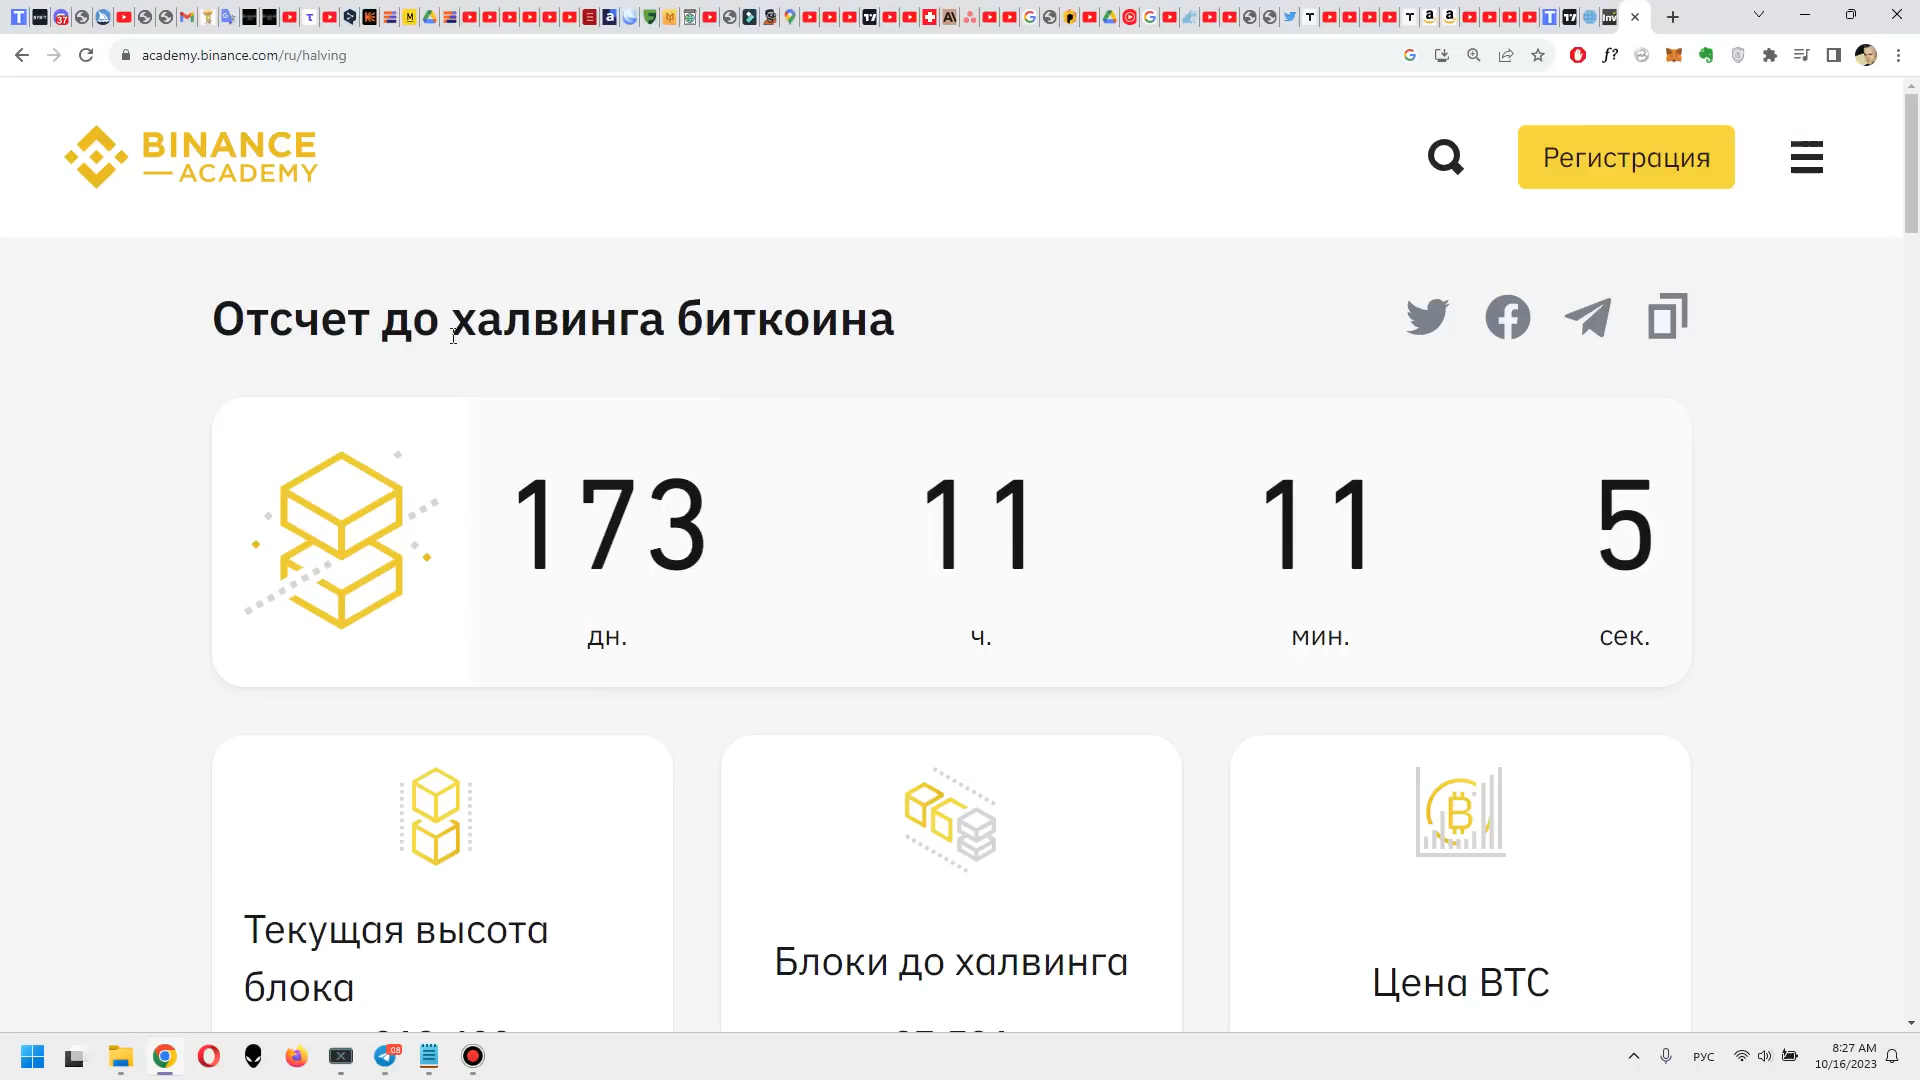 academy.binance.com/ru/halving
BINANCE
ACADEMY
Регистрация
Отсчет до халвинга биткоина
173 11 11 5
дн. ч. мин. сек.
Текущая высота
блока
Блоки до халвинга
Цена BTC
РУС
8:27 AM
10/16/2023